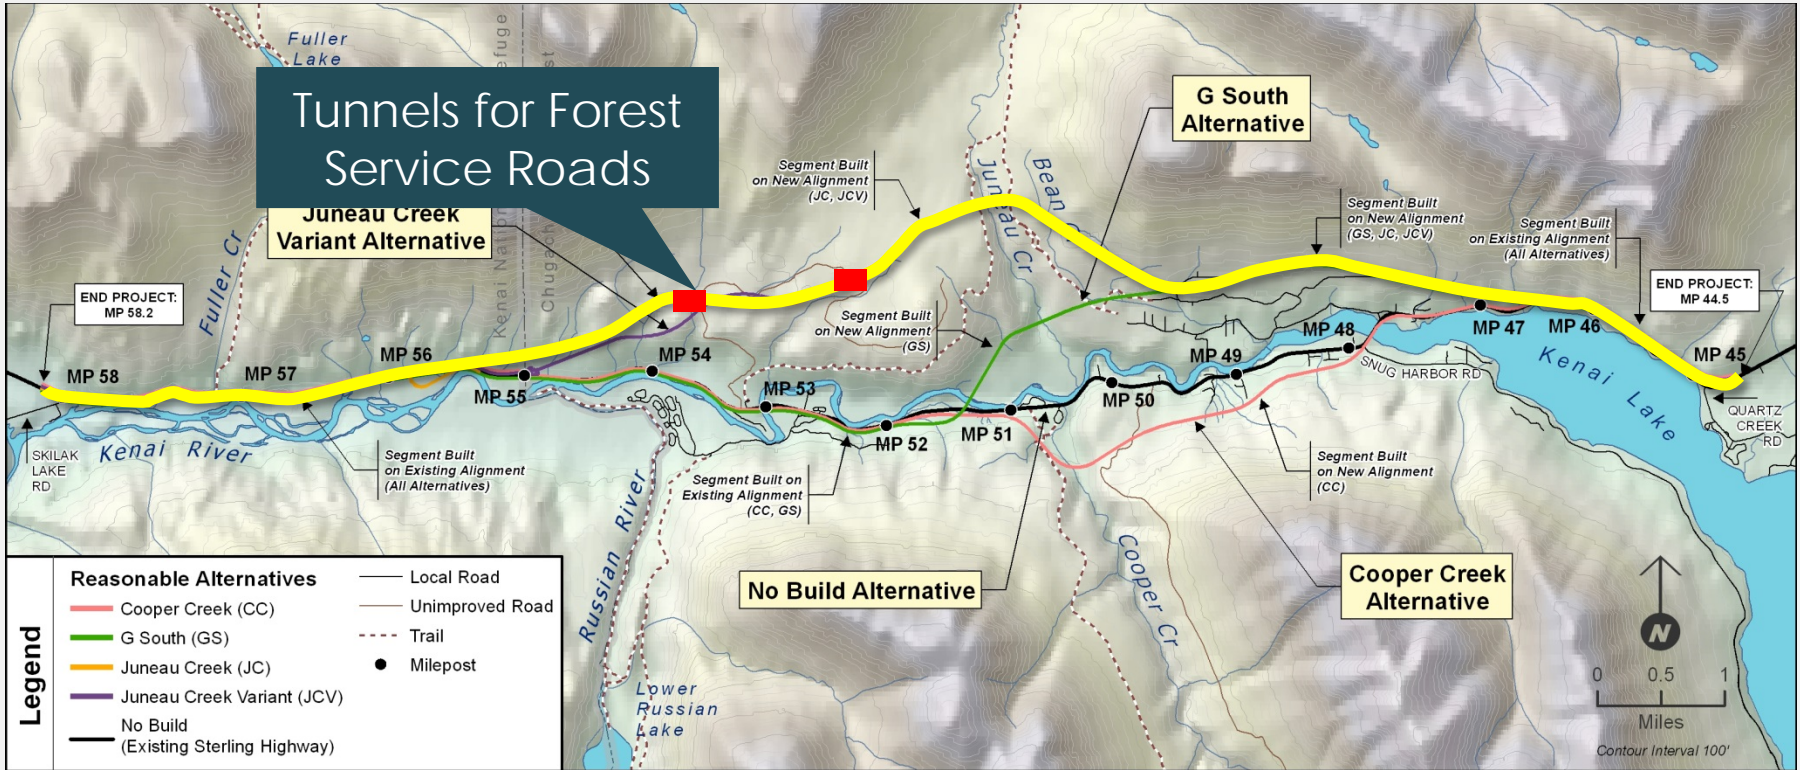 Fuller
Lake
efuge
st
Tunnels for Forest
Service Roads
Juneau Creek
Variant Alternative
Kenai Nation
Chugach
Fuller Cr
Segment Built
on New Alignment
(JC, JCV)
Juneau Cr
Bean C
G South
Alternative
Segment Built
on New Alignment
(GS, JC, JCV)
Segment Built
on Existing Alignment
(All Alternatives)
END PROJECT:
MP 44.5
END PROJECT:
MP 58.2
Segment Built
on New Alignment
(GS)
MP 58
MP 57
MP 56
MP 55
MP 54
MP 53
MP 52
MP 51
MP 50
MP 49
MP 48
MP 47
MP 46
MP 45
SNUG HARBOR RD
Kenai Lake
QUARTZ
CREEK
RD
SKILAK
LAKE
RD
Kenai River
Segment Built
on Existing Alignment
(All Alternatives)
Russian River
Segment Built on
Existing Alignment
(CC, GS)
Segment Built
on New Alignment
(CC)
No Build Alternative
Cooper Cr
Cooper Creek
Alternative
Lower
Russian
Lake
Legend
Reasonable Alternatives
Cooper Creek (CC)
G South (GS)
Juneau Creek (JC)
Juneau Creek Variant (JCV)
No Build
(Existing Sterling Highway)
Local Road
Unimproved Road
Trail
Milepost
N
0 0.5 1
Miles
Contour Interval 100'